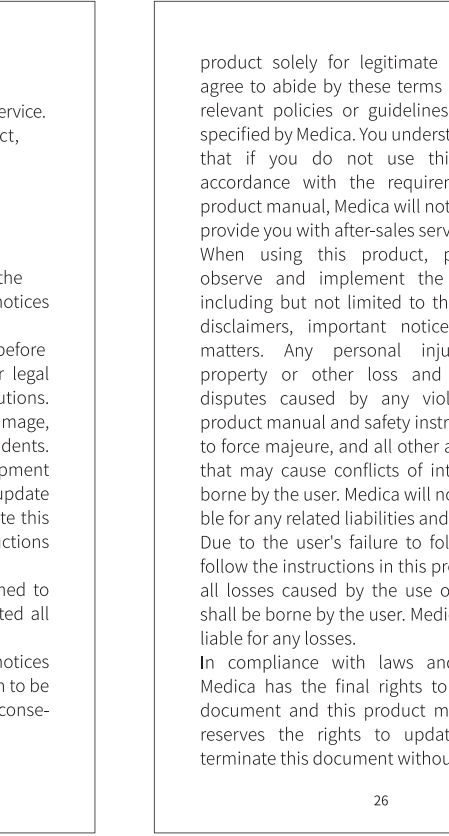 ervice.
ct,
the
notices
before
r legal
utions.
mage,
dents.
pment
update
te this
uctions
ned to
ted all
notices
n to be
conse-
product solely for legitimate
agree to abide by these terms
relevant policies or guidelines
specified by Medica. You underst
that if you do not use thi
accordance with the requirer
product manual, Medica will not
provide you with after-sales serv
When using this product, p
observe and implement the
including but not limited to th
disclaimers, important notice
matters. Any personal inju
property or other loss and
disputes caused by any viol
product manual and safety instr
to force majeure, and all other a
that may cause conflicts of int
borne by the user. Medica will no
ble for any related liabilities and
Due to the user's failure to fol
follow the instructions in this pr
all losses caused by the use o
shall be borne by the user. Medi
liable for any losses.
In compliance with laws and
Medica has the final rights to
document and this product m
reserves the rights to updat
terminate this document withou
26